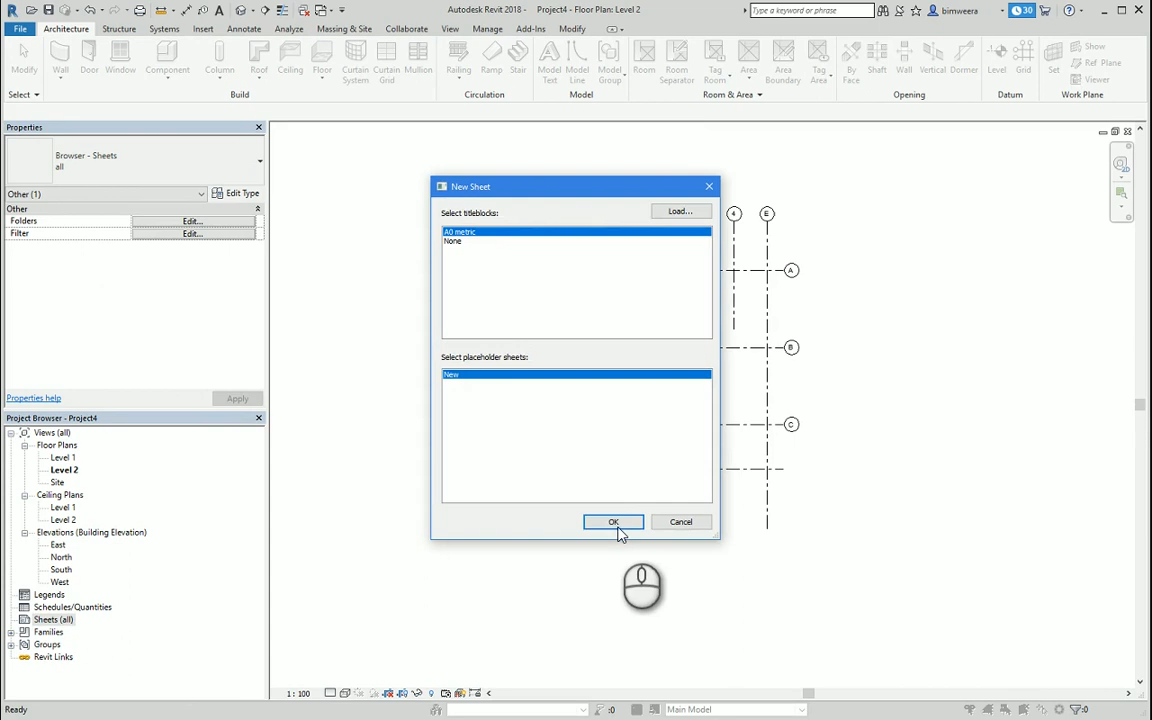 Autodesk Revit 2018 - Project4 - Floor Plan: Level 2
Type a keyword or phrase
bimweera
30
File Architecture Structure Systems Insert Annotate Analyze Massing & Site Collaborate View Manage Add-Ins Modify
Modify Wall Door Window Component Column Roof Ceiling Floor Curtain System Curtain Grid Mullion Railing Ramp Stair Model Text Model Line Model Group Room Room Separator Tag Room Area Area Boundary Tag Area By Face Shaft Wall Vertical Dormer Level Grid Set Show Ref Plane Viewer
Select Build Circulation Model Room & Area Opening Datum Work Plane
Properties
Browser - Sheets
all
Other (1) Edit Type
Other
Folders Edit...
Filter Edit...
Properties help Apply
Project Browser - Project4
Views (all)
Floor Plans
Level 1
Level 2
Site
Ceiling Plans
Level 1
Level 2
Elevations (Building Elevation)
East
North
South
West
Legends
Schedules/Quantities
Sheets (all)
Families
Groups
Revit Links
New Sheet
Select titleblocks: Load...
A0 metric
None
Select placeholder sheets:
New
OK Cancel
4 E
A
B
C
2D
1 : 100
Ready
:0
Main Model
:0